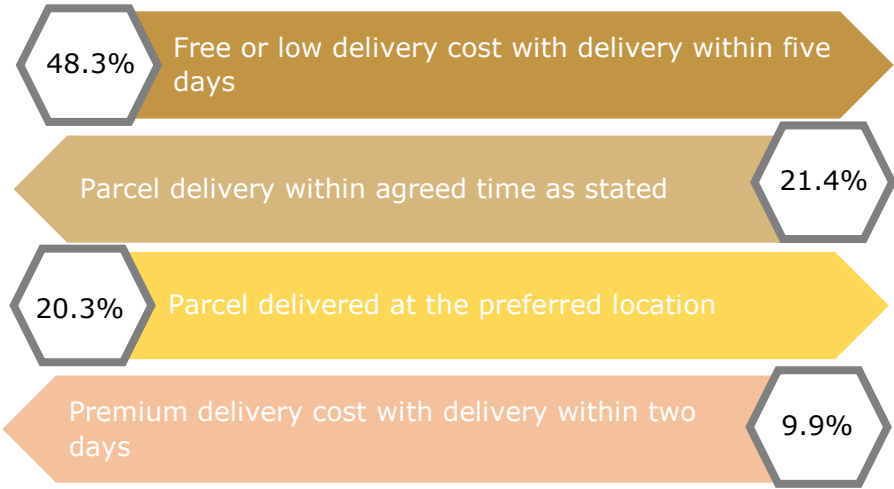 48.3%
Free or low delivery cost with delivery within five
days
Parcel delivery within agreed time as stated
21.4%
20.3%
Parcel delivered at the preferred location
Premium delivery cost with delivery within two
days
9.9%